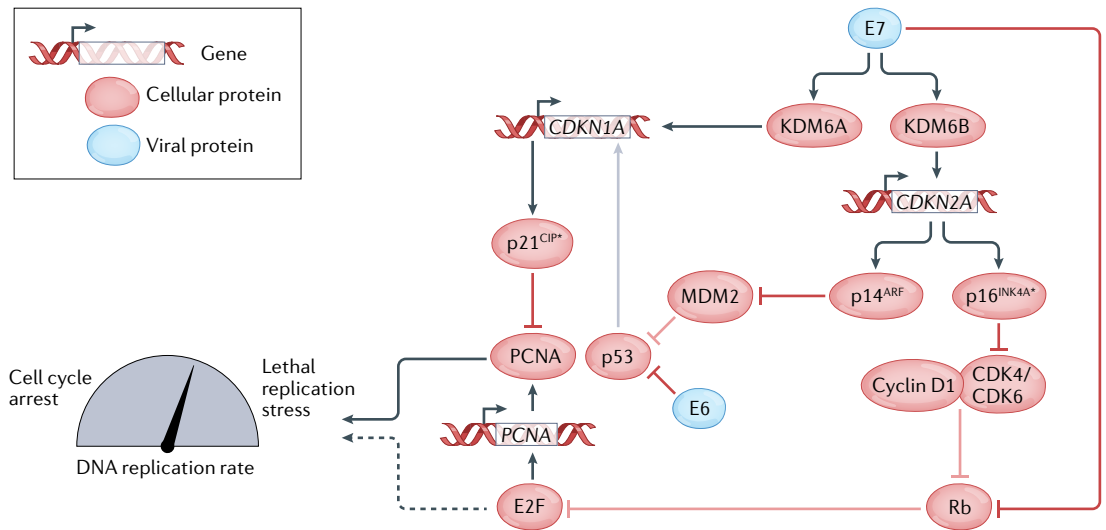 Gene
Cellular protein
Viral protein
E7
KDM6A
KDM6B
CDKN1A
CDKN2A
p21CIP*
MDM2
p14ARF
p16INK4A*
PCNA
p53
Cyclin D1
CDK4/
CDK6
E6
Cell cycle
arrest
Lethal
replication
stress
PCNA
DNA replication rate
E2F
Rb